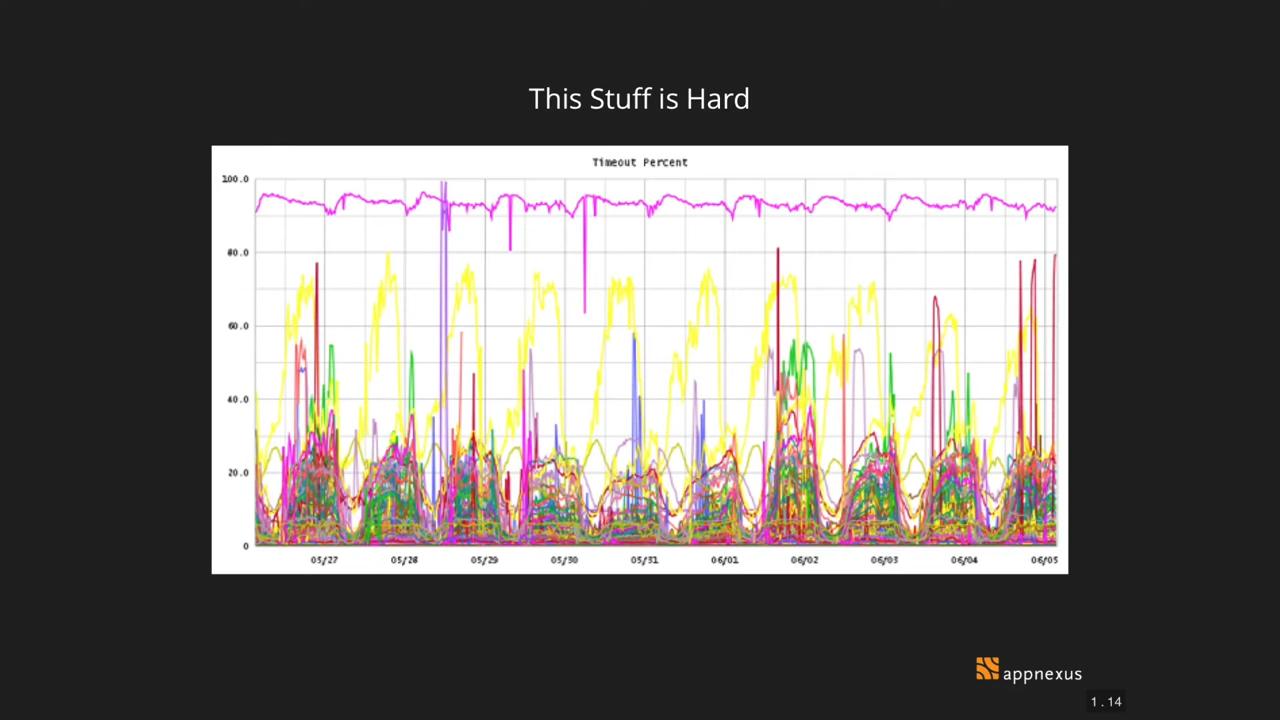 This Stuff is Hard
Timeout Percent
100.0
80.0
60.0
40.0
20.0
0
05/27 05/28 05/29 05/30 05/31 06/01 06/02 06/03 06/04 06/05
appnexus
1.14